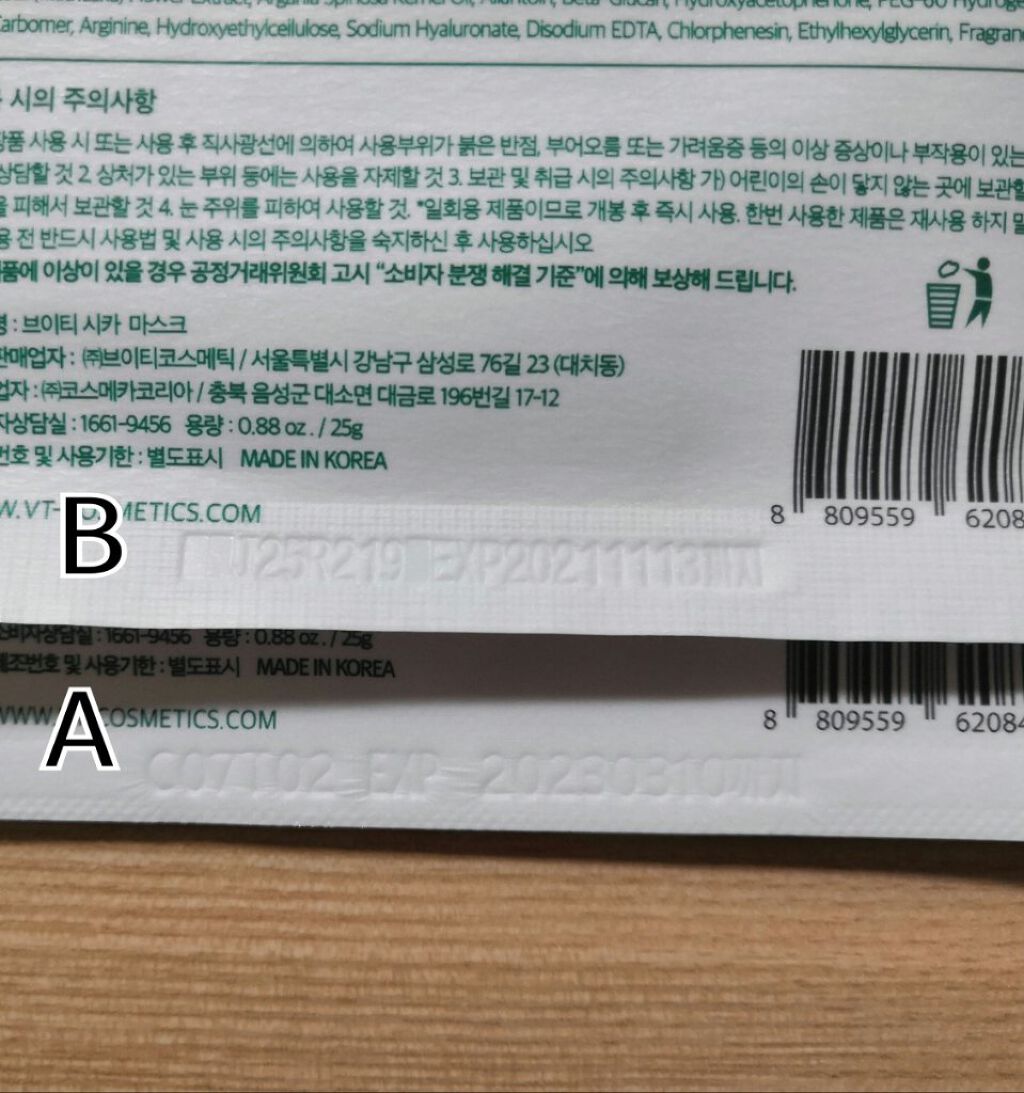 Flower Extract, Argania Spinosa Kernel Oil, Allantoin, Beta-Glucan, Hydroxyacetophenone, PEG-60
Carbomer, Arginine, Hydroxyethylcellulose, Sodium Hyaluronate, Disodium EDTA, Chlorphenesin, Ethylhexylglycerin,
시의 주의사항
사용 시 또는 사용 후 직사광선에 의하여 사용부위가 붉은 반점, 부어오름 또는 가려움증 등의 이상 증상이나 부작용이 있는
상담할 것 2. 상처가 있는 부위 등에는 사용을 자제할 것 3. 보관 및 취급 시의 주의사항 가) 어린이의 손이 닿지 않는 곳에 보관할
피해서 보관할 것 4. 눈 주위를 피하여 사용할 것. *일회용 제품이므로 개봉 후 즉시 사용. 한번 사용한 제품은 재사용 하지 말
전 반드시 사용법 및 사용 시의 주의사항을 숙지하신 후 사용하십시오
품에 이상이 있을 경우 공정거래위원회 고시 “소비자 분쟁 해결 기준”에 의해 보상해 드립니다.
명 : 브이티 시카 마스크
판매업자 : ㈜브이티코스메틱 / 서울특별시 강남구 삼성로 76길 23 (대치동)
업자 : ㈜코스메카코리아 / 충북 음성군 대소면 대금로 196번길 17-12
자상담실 : 1661-9456 용량 : 0.88 oz . / 25g
번호 및 사용기한 : 별도표시 MADE IN KOREA
8 809559 6208
B
J25R219 EXP20211113까지
소비자상담실 : 1661-9456 용량 : 0.88 oz . / 25g
제조번호 및 사용기한 : 별도표시 MADE IN KOREA
8 809559 62084
A
C07T02 EXP 20230310까지